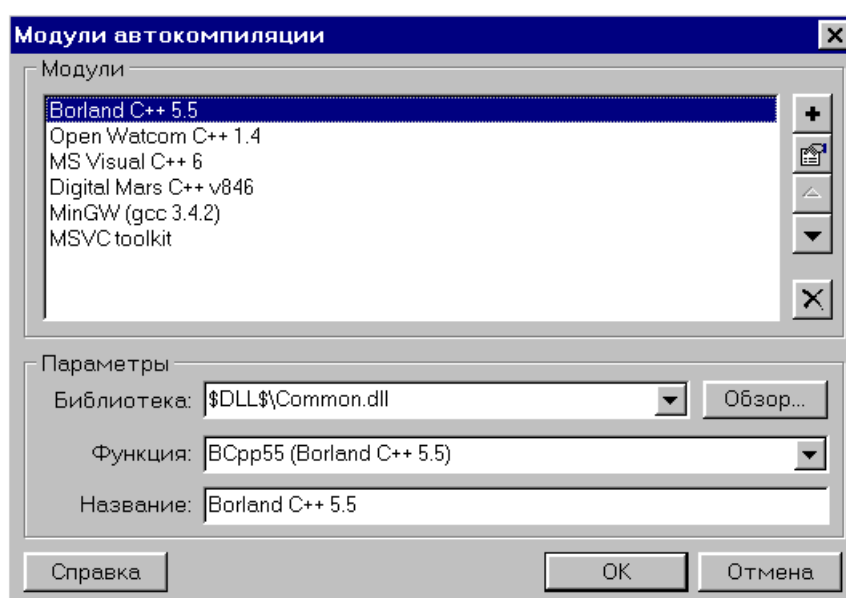 Модули автокомпиляции
Модули
Borland C++ 5.5
Open Watcom C++ 1.4
MS Visual C++ 6
Digital Mars C++ v846
MinGW (gcc 3.4.2)
MSVC toolkit
Параметры
Библиотека: $DLL$\Common.dll Обзор...
Функция: BCpp55 (Borland C++ 5.5)
Название: Borland C++ 5.5
Справка OK Отмена